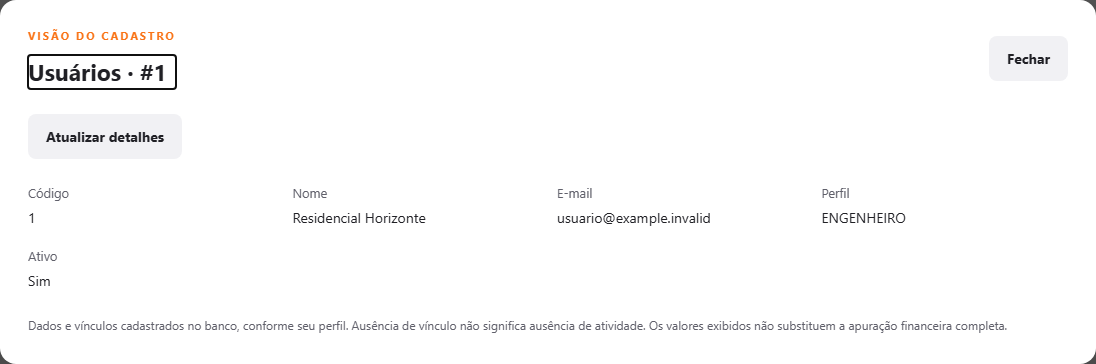 VISÃO DO CADASTRO
Usuários · #1
Fechar
Atualizar detalhes
Código
Nome
E-mail
Perfil
1
Residencial Horizonte
usuario@example.invalid
ENGENHEIRO
Ativo
Sim
Dados e vínculos cadastrados no banco, conforme seu perfil. Ausência de vínculo não significa ausência de atividade. Os valores exibidos não substituem a apuração financeira completa.